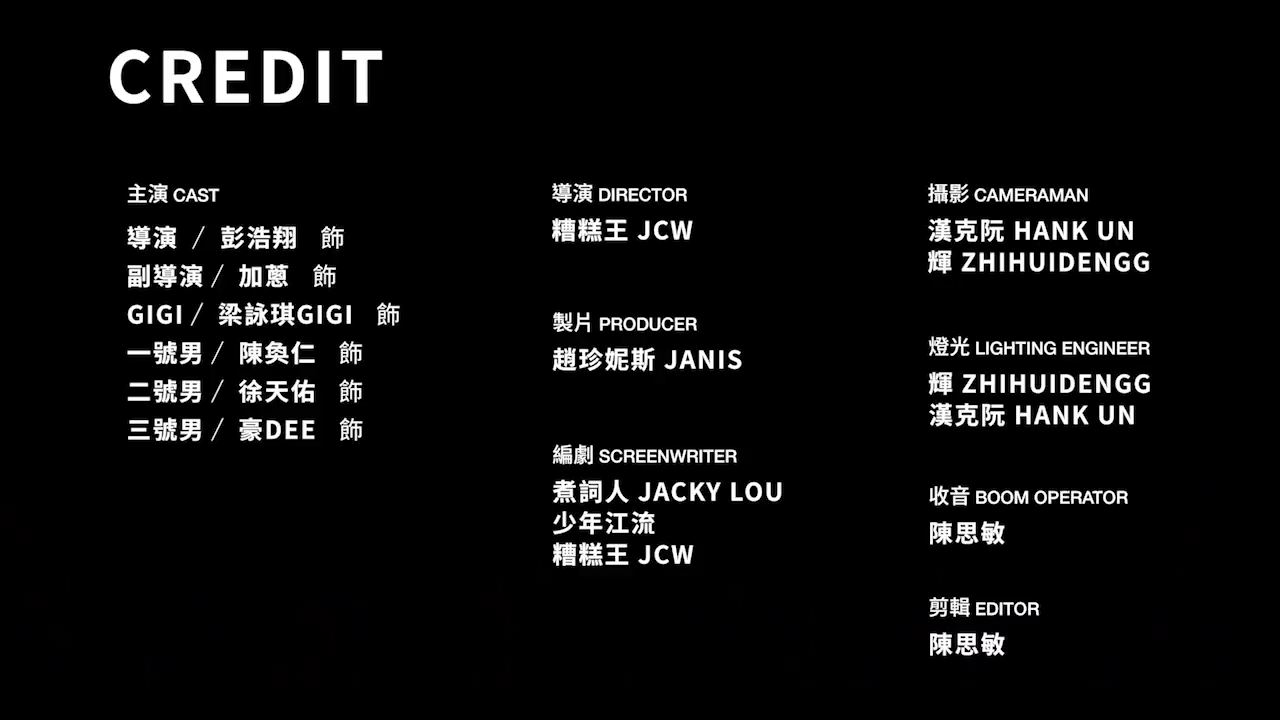 CREDIT
主演 CAST
導演 / 彭浩翔 飾
副導演 / 加蔥 飾
GIGI / 梁詠琪GIGI 飾
一號男 / 陳奐仁 飾
二號男 / 徐天佑 飾
三號男 / 豪DEE 飾
導演 DIRECTOR
糟糕王 JCW
製片 PRODUCER
趙珍妮斯 JANIS
編劇 SCREENWRITER
煮詞人 JACKY LOU
少年江流
糟糕王 JCW
攝影 CAMERAMAN
漢克阮 HANK UN
輝 ZHIHUIDENGG
燈光 LIGHTING ENGINEER
輝 ZHIHUIDENGG
漢克阮 HANK UN
收音 BOOM OPERATOR
陳思敏
剪輯 EDITOR
陳思敏